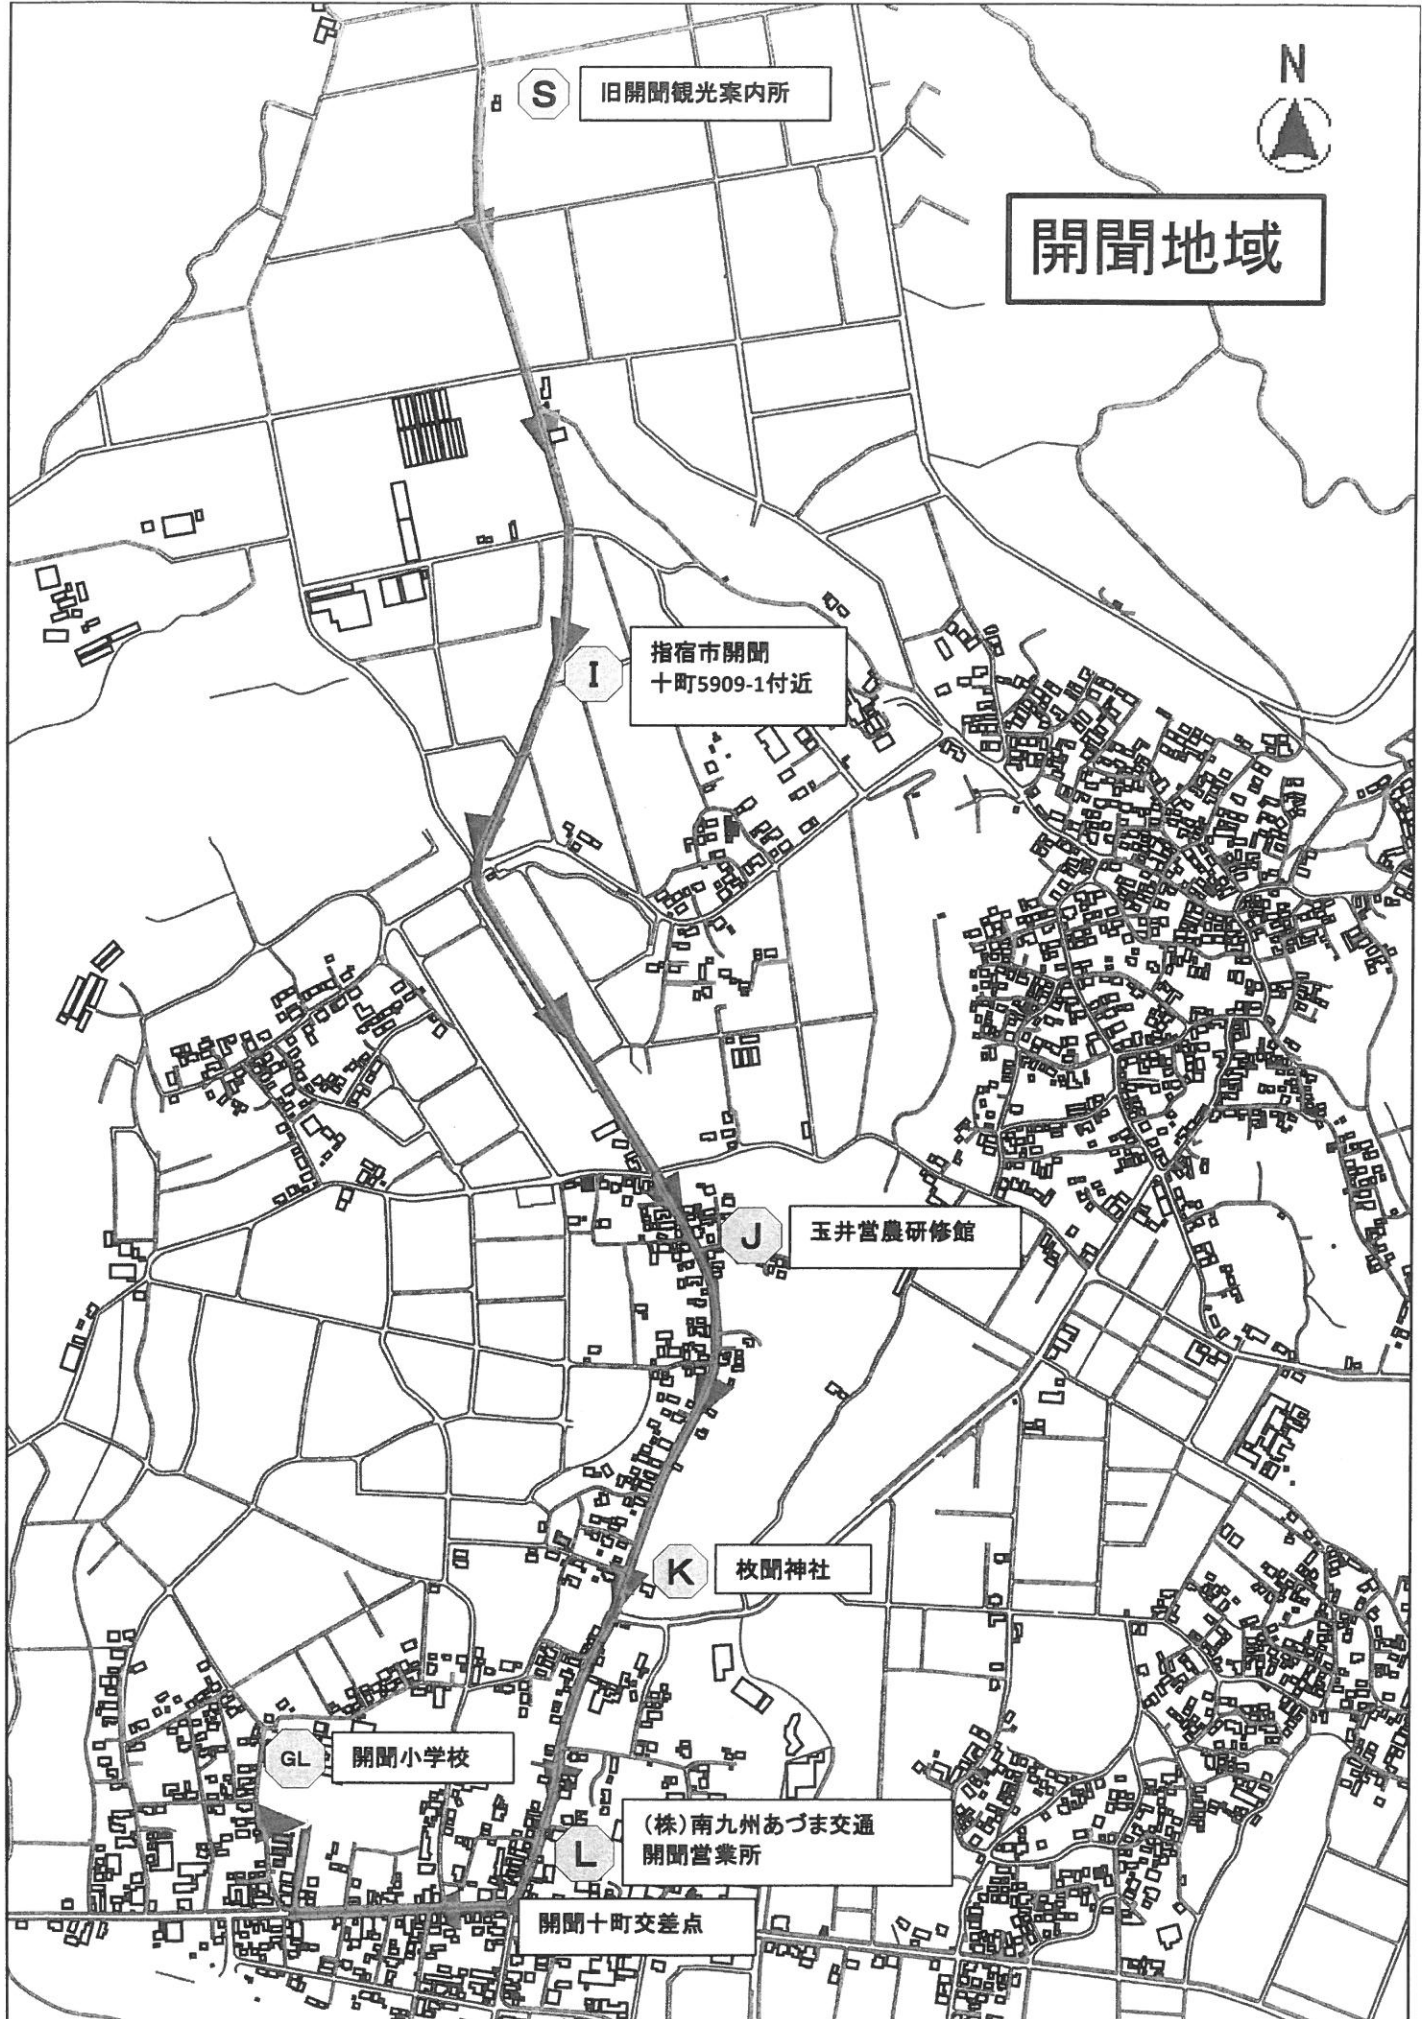 S
旧開聞観光案内所
N
開聞地域
I
指宿市開聞
十町5909-1付近
J
玉井営農研修館
K
枚聞神社
GL
開聞小学校
L
(株)南九州あづま交通
開聞営業所
開聞十町交差点